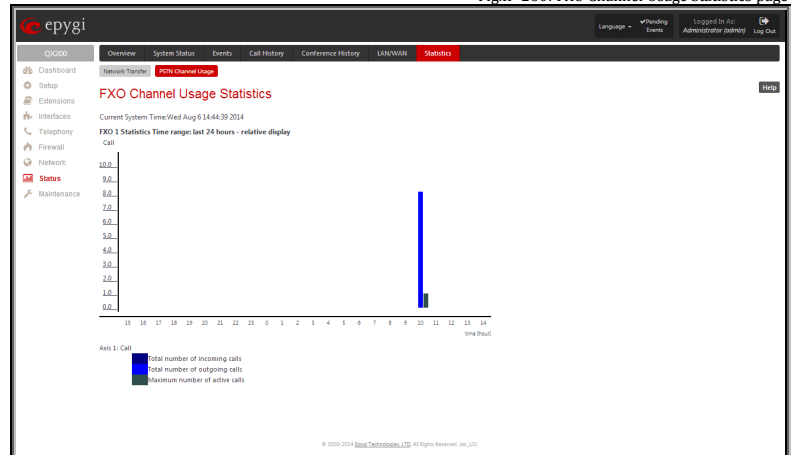 epygi
Language
Pending Events
Logged In As:
Administrator (admin)
Log Out
QX200
Overview System Status Events Call History Conference History LAN/WAN Statistics
Dashboard
Setup
Extensions
Interfaces
Telephony
Firewall
Network
Status
Maintenance
Network Transfer PSTN Channel Usage
Help
FXO Channel Usage Statistics
Current System Time:Wed Aug 6 14:44:39 2014
FXO 1 Statistics Time range: last 24 hours - relative display
Call
10.0
9.0
8.0
7.0
6.0
5.0
4.0
3.0
2.0
1.0
0.0
15 16 17 18 19 20 21 22 23 0 1 2 3 4 5 6 7 8 9 10 11 12 13 14
time [hour]
Axis 1: Call
Total number of incoming calls
Total number of outgoing calls
Maximum number of active calls
© 2000-2014 Epygi Technologies, LTD. All Rights Reserved. (en_US)